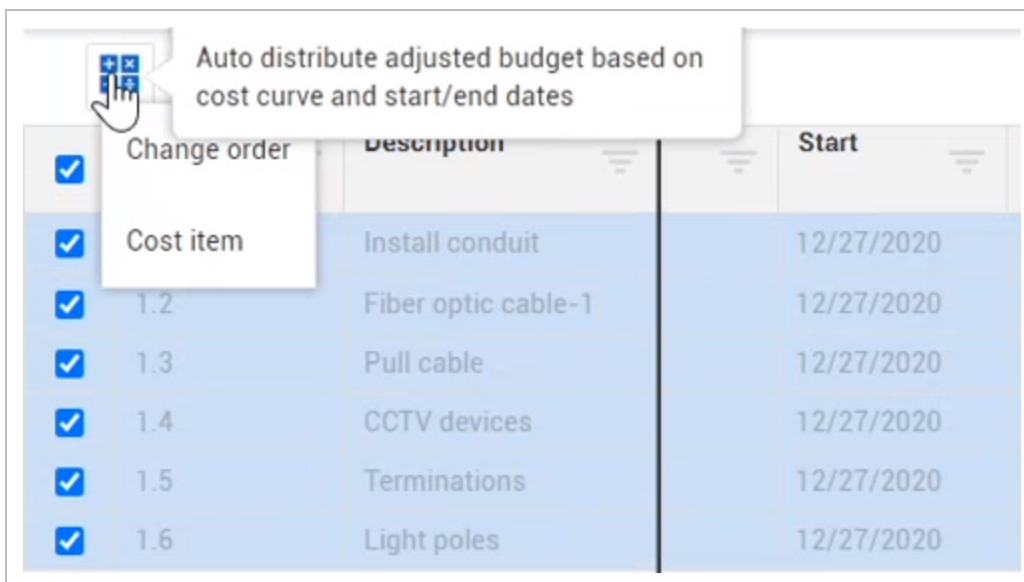 Auto distribute adjusted budget based on
cost curve and start/end dates
Change order
Description
Start
Cost item
Install conduit
12/27/2020
1.2
Fiber optic cable-1
12/27/2020
1.3
Pull cable
12/27/2020
1.4
CCTV devices
12/27/2020
1.5
Terminations
12/27/2020
1.6
Light poles
12/27/2020